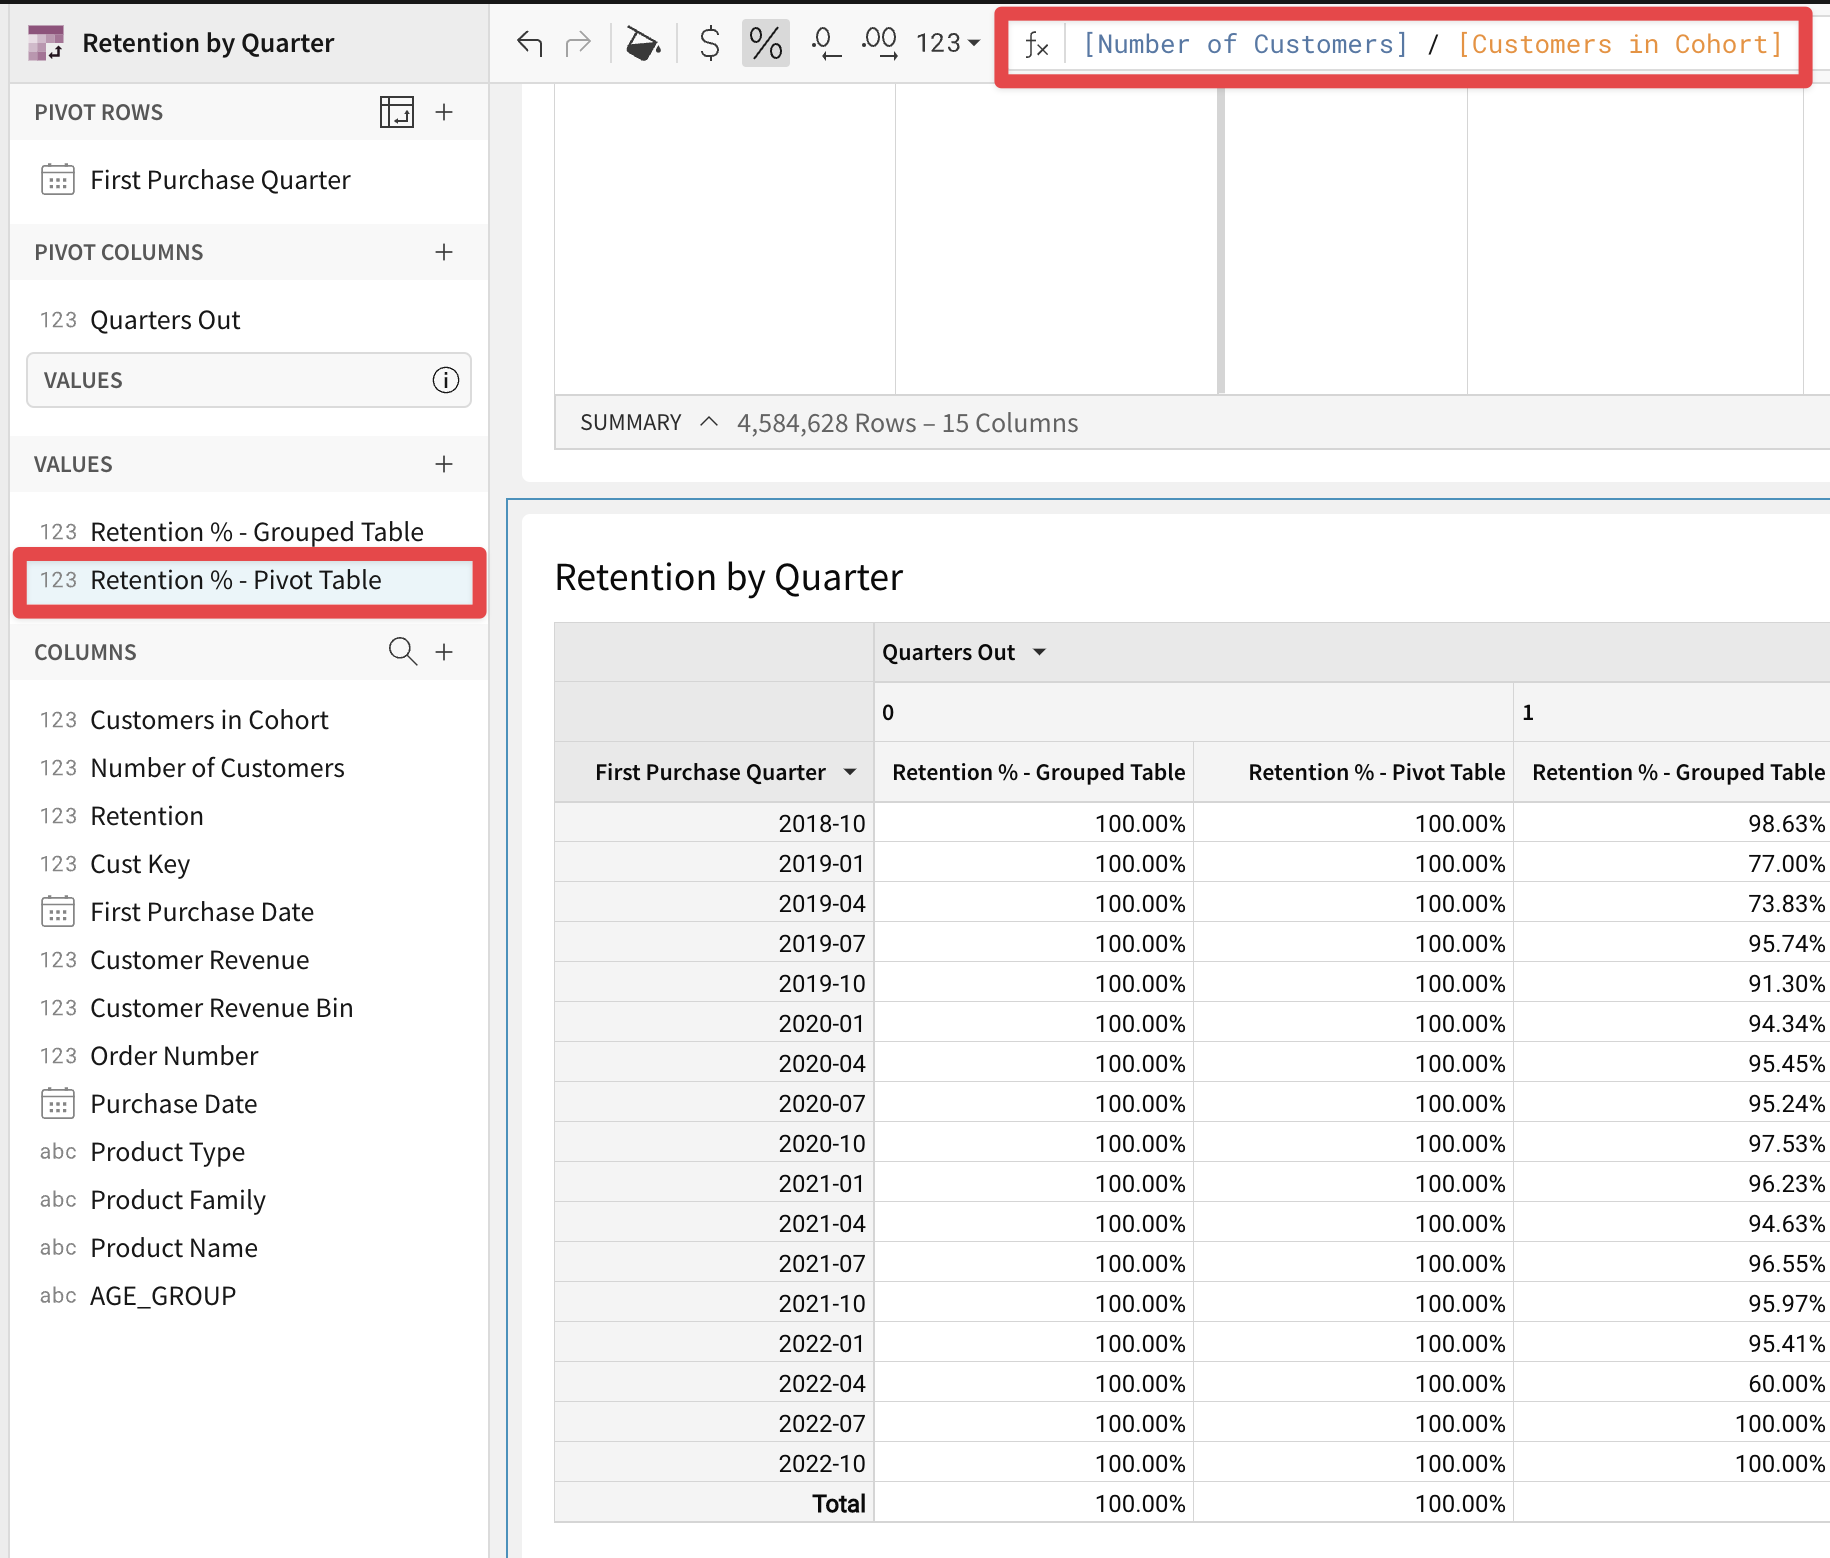 Retention by Quarter
$ % .0 .00 123
fx [Number of Customers] / [Customers in Cohort]
PIVOT ROWS
First Purchase Quarter
PIVOT COLUMNS
123 Quarters Out
VALUES
VALUES
123 Retention % - Grouped Table
123 Retention % - Pivot Table
COLUMNS
123 Customers in Cohort
123 Number of Customers
123 Retention
123 Cust Key
First Purchase Date
123 Customer Revenue
123 Customer Revenue Bin
123 Order Number
Purchase Date
abc Product Type
abc Product Family
abc Product Name
abc AGE_GROUP
SUMMARY 4,584,628 Rows – 15 Columns
Retention by Quarter
Quarters Out
0 1
First Purchase Quarter Retention % - Grouped Table Retention % - Pivot Table Retention % - Grouped Table
2018-10 100.00% 100.00% 98.63%
2019-01 100.00% 100.00% 77.00%
2019-04 100.00% 100.00% 73.83%
2019-07 100.00% 100.00% 95.74%
2019-10 100.00% 100.00% 91.30%
2020-01 100.00% 100.00% 94.34%
2020-04 100.00% 100.00% 95.45%
2020-07 100.00% 100.00% 95.24%
2020-10 100.00% 100.00% 97.53%
2021-01 100.00% 100.00% 96.23%
2021-04 100.00% 100.00% 94.63%
2021-07 100.00% 100.00% 96.55%
2021-10 100.00% 100.00% 95.97%
2022-01 100.00% 100.00% 95.41%
2022-04 100.00% 100.00% 60.00%
2022-07 100.00% 100.00% 100.00%
2022-10 100.00% 100.00% 100.00%
Total 100.00% 100.00%